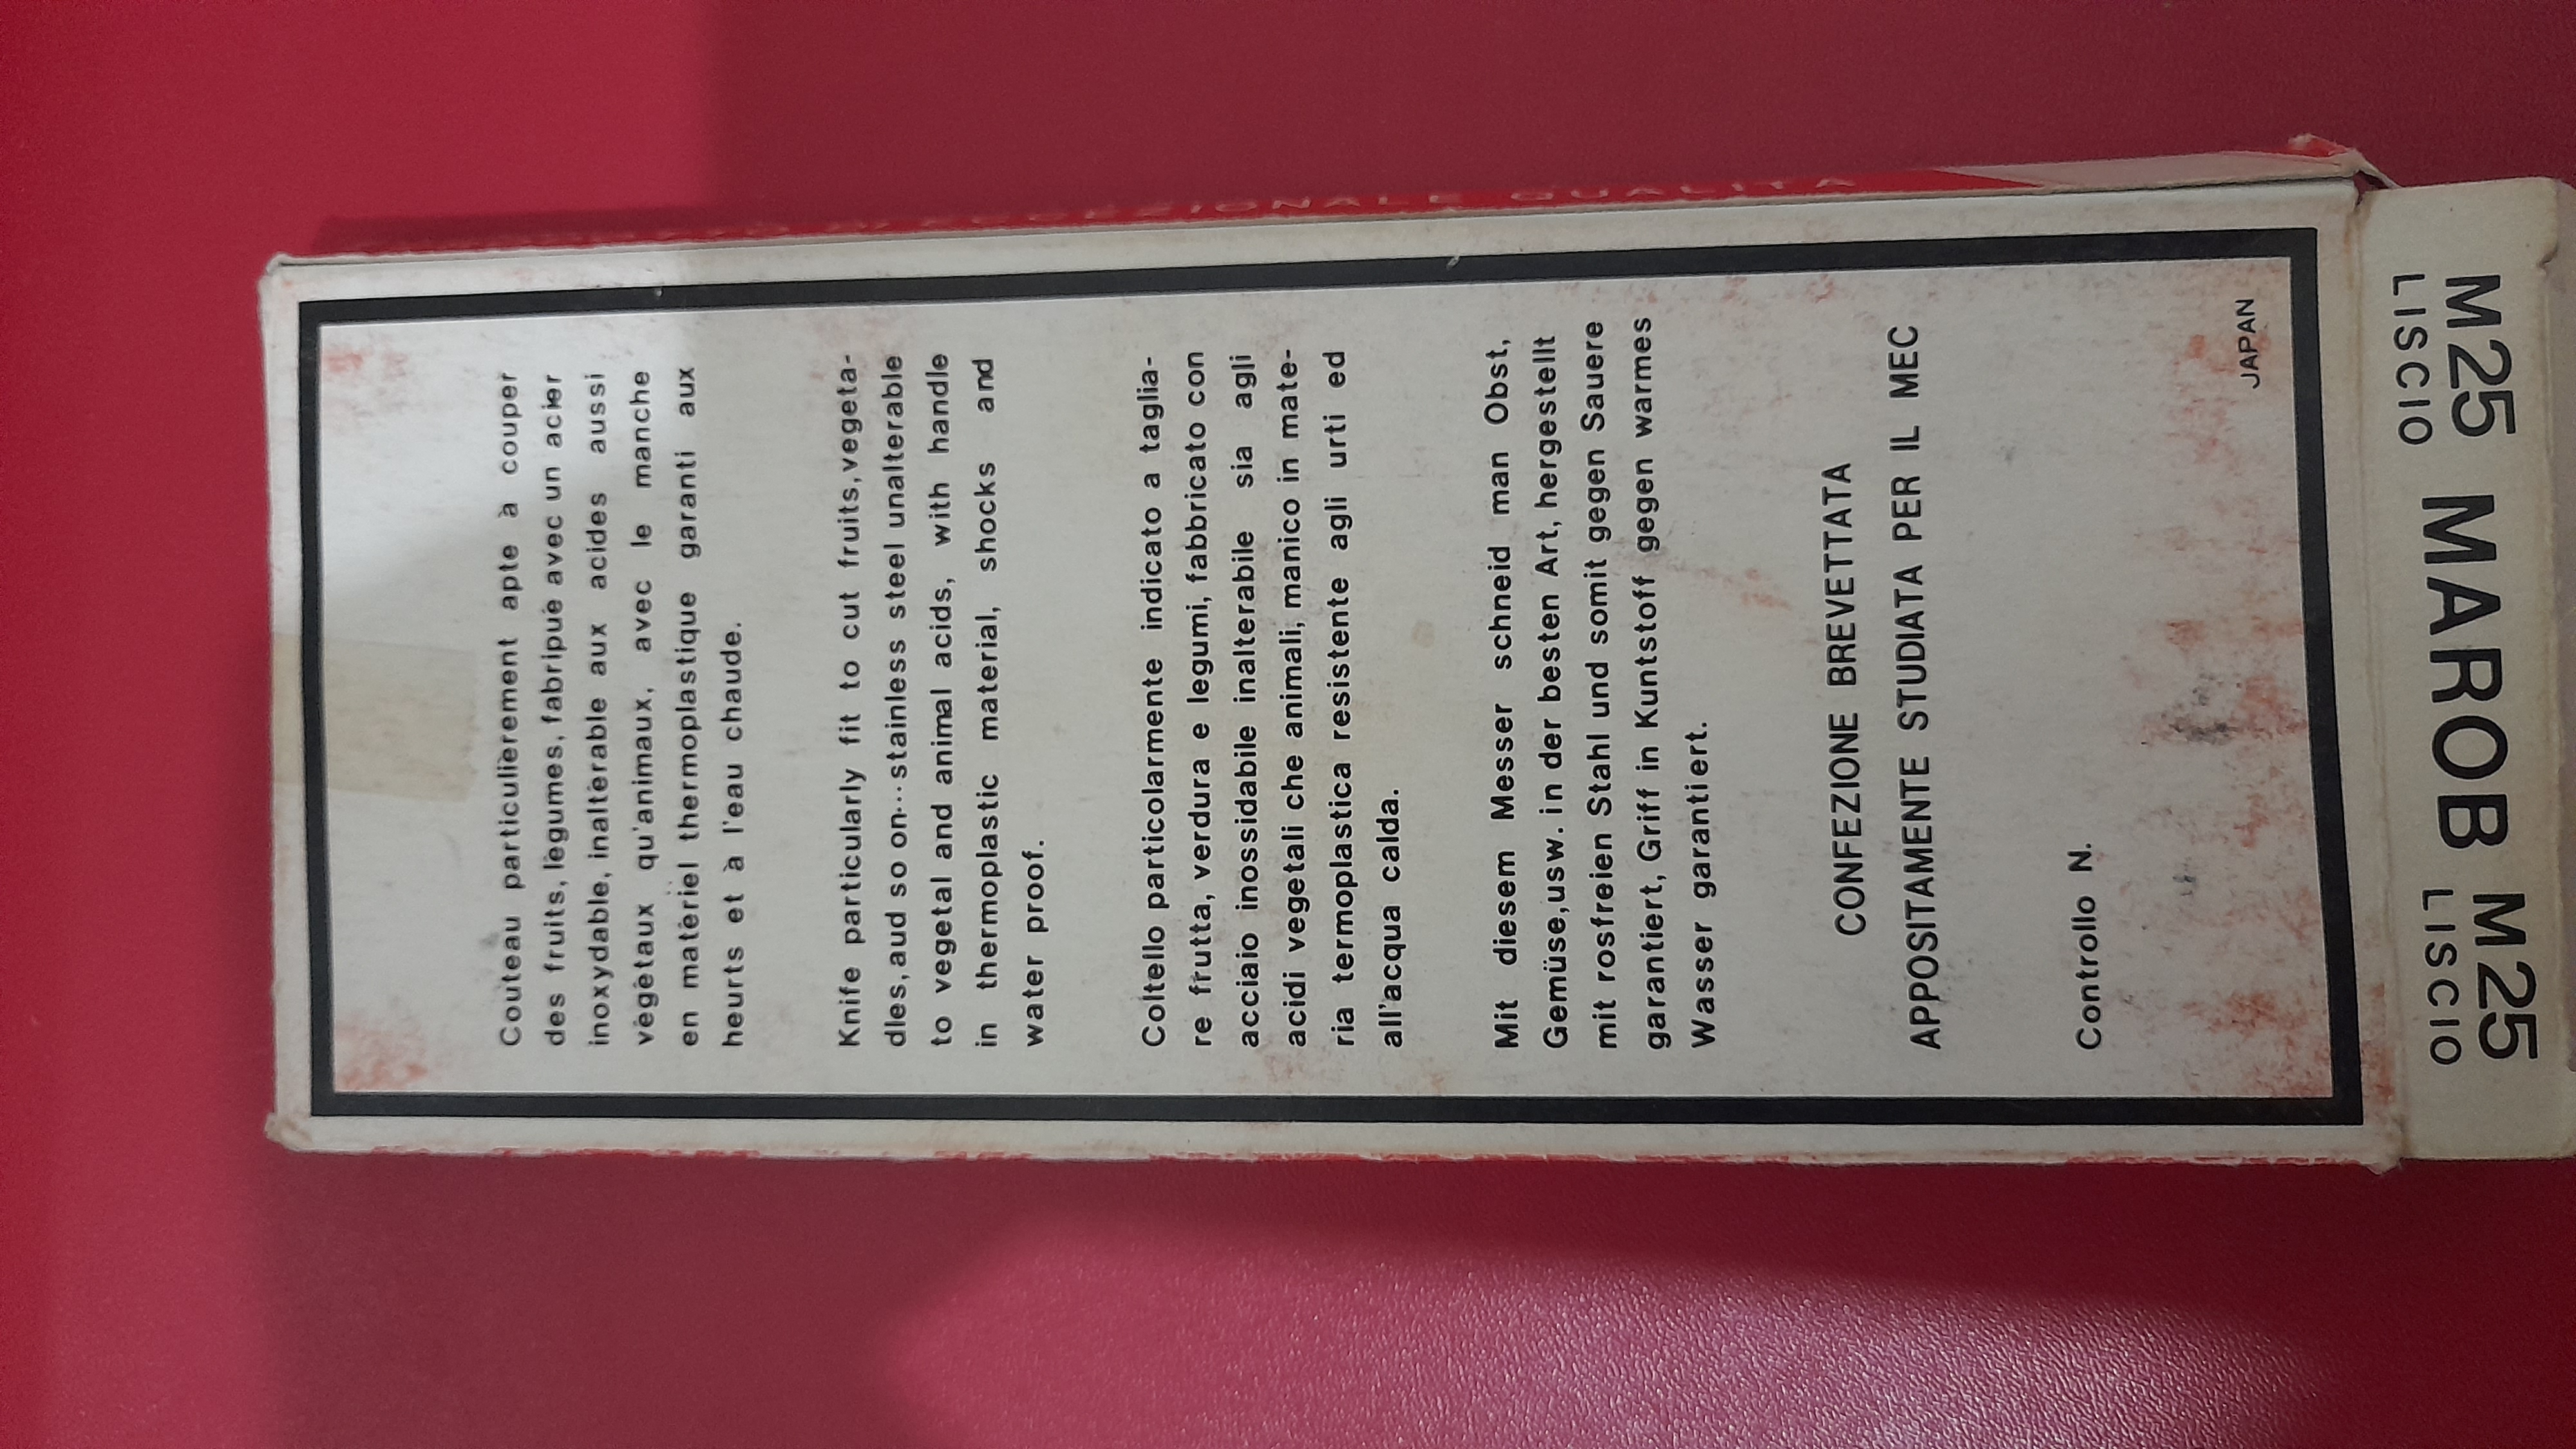 Couteau particulièrement apte à couper
des fruits, lègumes, fabripué avec un acier
inoxydable, inaltèrable aux acides aussi
vègètaux qu'animaux, avec le manche
en matèriel thermoplastique garanti aux
heurts et à l'eau chaude.
Knife particularly fit to cut fruits, vegeta-
dles, aud so on... stainless steel unalterable
to vegetal and animal acids, with handle
in thermoplastic material, shocks and
water proof.
Coltello particolarmente indicato a taglia-
re frutta, verdura e legumi, fabbricato con
acciaio inossidabile inalterabile sia agli
acidi vegetali che animali, manico in mate-
ria termoplastica resistente agli urti ed
all'acqua calda.
Mit diesem Messer schneid man Obst,
Gemüse, usw. in der besten Art, hergestellt
mit rosfreien Stahl und somit gegen Sauere
garantiert, Griff in Kuntstoff gegen warmes
Wasser garantiert.
CONFEZIONE BREVETTATA
APPOSITAMENTE STUDIATA PER IL MEC
Controllo N.
JAPAN
M25 MAROB M25
LISCIO LISCIO
QUALITÀ